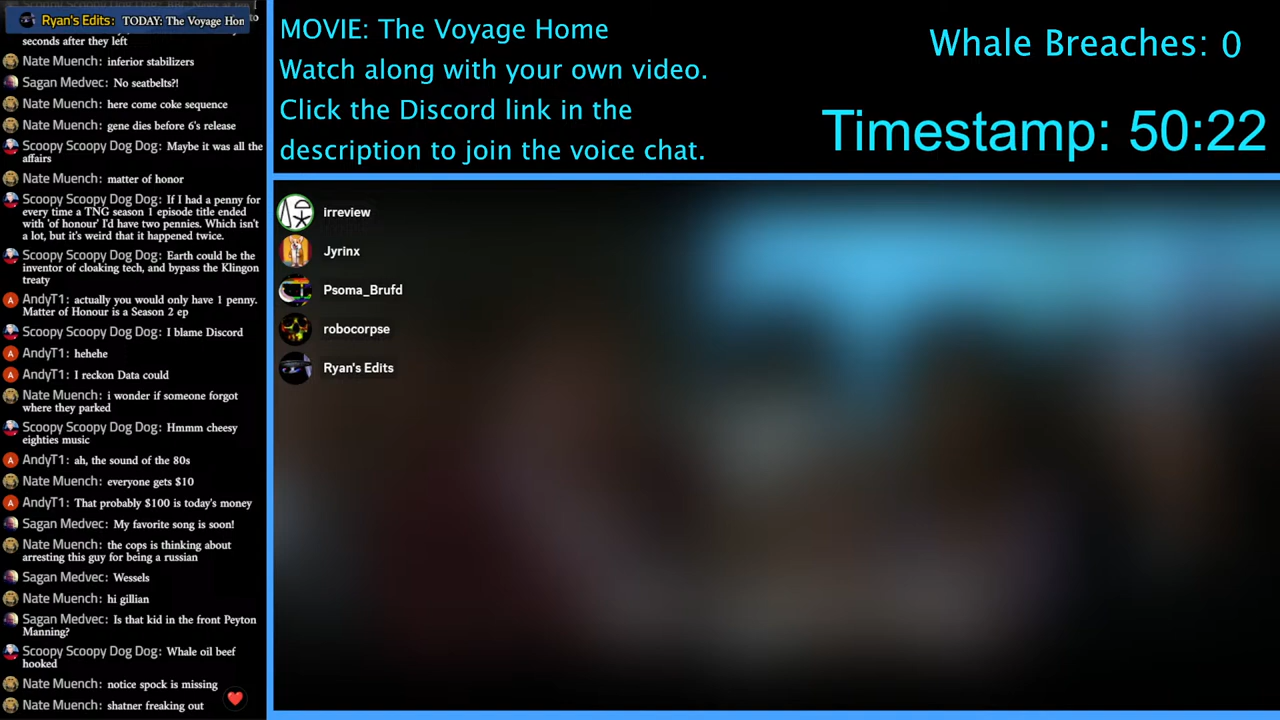 Ryan's Edits: TODAY: The Voyage Hon
seconds after they left
Nate Muench: inferior stabilizers
Sagan Medvec: No seatbelts?!
Nate Muench: here come coke sequence
Nate Muench: gene dies before 6's release
Scoopy Scoopy Dog Dog: Maybe it was all the
affairs
Nate Muench: matter of honor
Scoopy Scoopy Dog Dog: If I had a penny for
every time a TNG season 1 episode title ended
with 'of honour' I'd have two pennies. Which isn't
a lot, but it's weird that it happened twice.
Scoopy Scoopy Dog Dog: Earth could be the
inventor of cloaking tech, and bypass the Klingon
treaty
A AndyT1: actually you would only have 1 penny.
Matter of Honour is a Season 2 ep
Scoopy Scoopy Dog Dog: I blame Discord
A AndyT1: hehehe
A AndyT1: I reckon Data could
Nate Muench: i wonder if someone forgot
where they parked
Scoopy Scoopy Dog Dog: Hmmm cheesy
eighties music
A AndyT1: ah, the sound of the 80s
Nate Muench: everyone gets $10
A AndyT1: That probably $100 is today's money
Sagan Medvec: My favorite song is soon!
Nate Muench: the cops is thinking about
arresting this guy for being a russian
Sagan Medvec: Wessels
Nate Muench: hi gillian
Sagan Medvec: Is that kid in the front Peyton
Manning?
Scoopy Scoopy Dog Dog: Whale oil beef
hooked
Nate Muench: notice spock is missing
Nate Muench: shatner freaking out
MOVIE: The Voyage Home
Watch along with your own video.
Click the Discord link in the
description to join the voice chat.
Whale Breaches: 0
Timestamp: 50:22
irreview
Jyrinx
Psoma_Brufd
robocorpse
Ryan's Edits